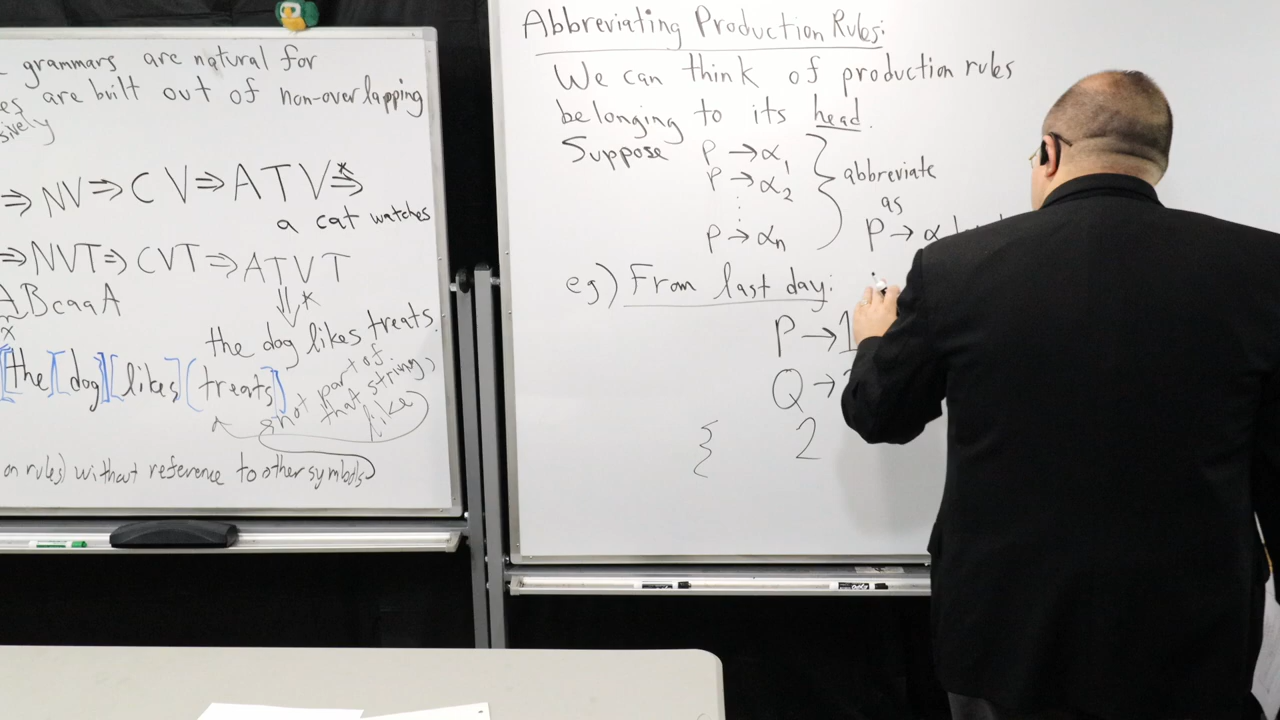 grammars are natural for
are built out of non-overlapping
sively
⇒ NV ⇒ CV ⇒ ATV ⇒*
a cat watches
⇒ NVT ⇒ CVT ⇒ ATVT
⇓*
ABcaaA
x
the dog likes treats.
[the][dog][likes][treats]
not part of
that string,
like
on rules) without reference to other symbols
Abbreviating Production Rules:
We can think of production rules
belonging to its head.
Suppose P → α1
P → α2
⋮
P → αn
} abbreviate
as
P → α
eg) From last day:
P → 1
Q →
{ 2